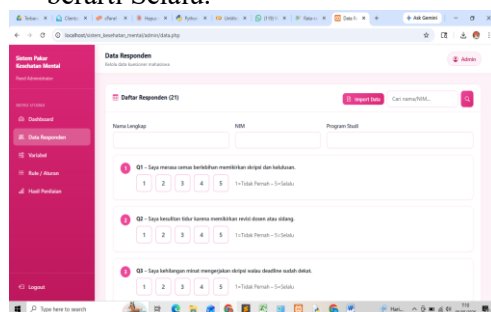 berarti Selalu.
Ask Gemini
localhost/sistem_kesehatan_mental/admin/data.php
Sistem Pakar
Kesehatan Mental
Data Responden
Kelola data kuesioner mahasiswa
Admin
MENU UTAMA
Dashboard
Data Responden
Variabel
Rule / Aturan
Hasil Penilaian
Logout
Daftar Responden (21)
Import Data
Cari nama/NIM...
Nama Lengkap
NIM
Program Studi
1
Q1 – Saya merasa cemas berlebihan memikirkan skripsi dan kelulusan.
1 2 3 4 5 1=Tidak Pernah – 5=Selalu
2
Q2 – Saya kesulitan tidur karena memikirkan revisi dosen atau sidang.
1 2 3 4 5 1=Tidak Pernah – 5=Selalu
3
Q3 – Saya kehilangan minat mengerjakan skripsi walau deadline sudah dekat.
1 2 3 4 5 1=Tidak Pernah – 5=Selalu
Type here to search